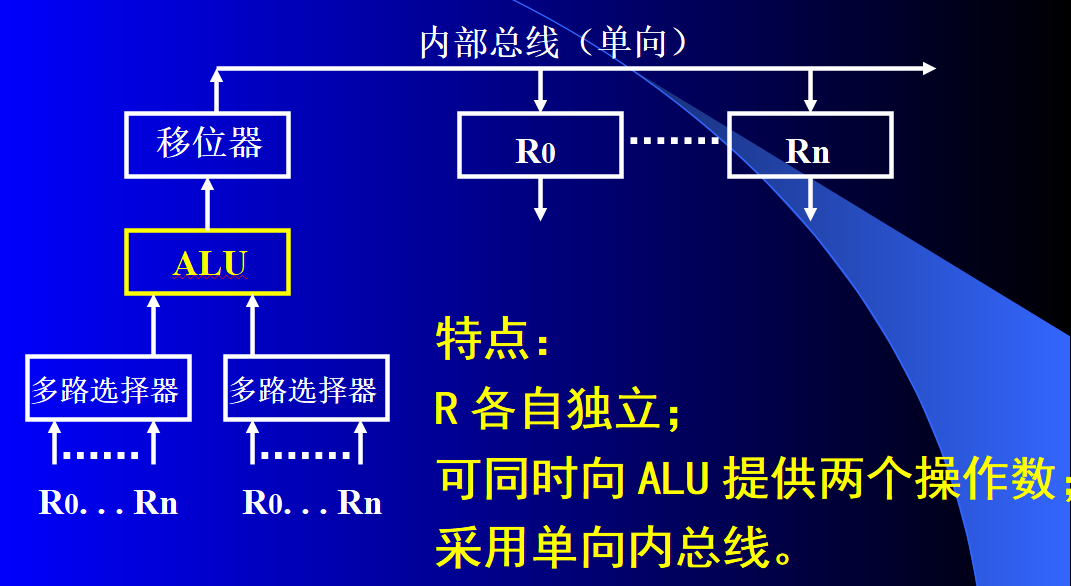 内部总线（单向）
移位器
R0
Rn
ALU
多路选择器
多路选择器
R0. . . Rn
R0. . . Rn
特点：
R 各自独立；
可同时向 ALU 提供两个操作数；
采用单向内总线。